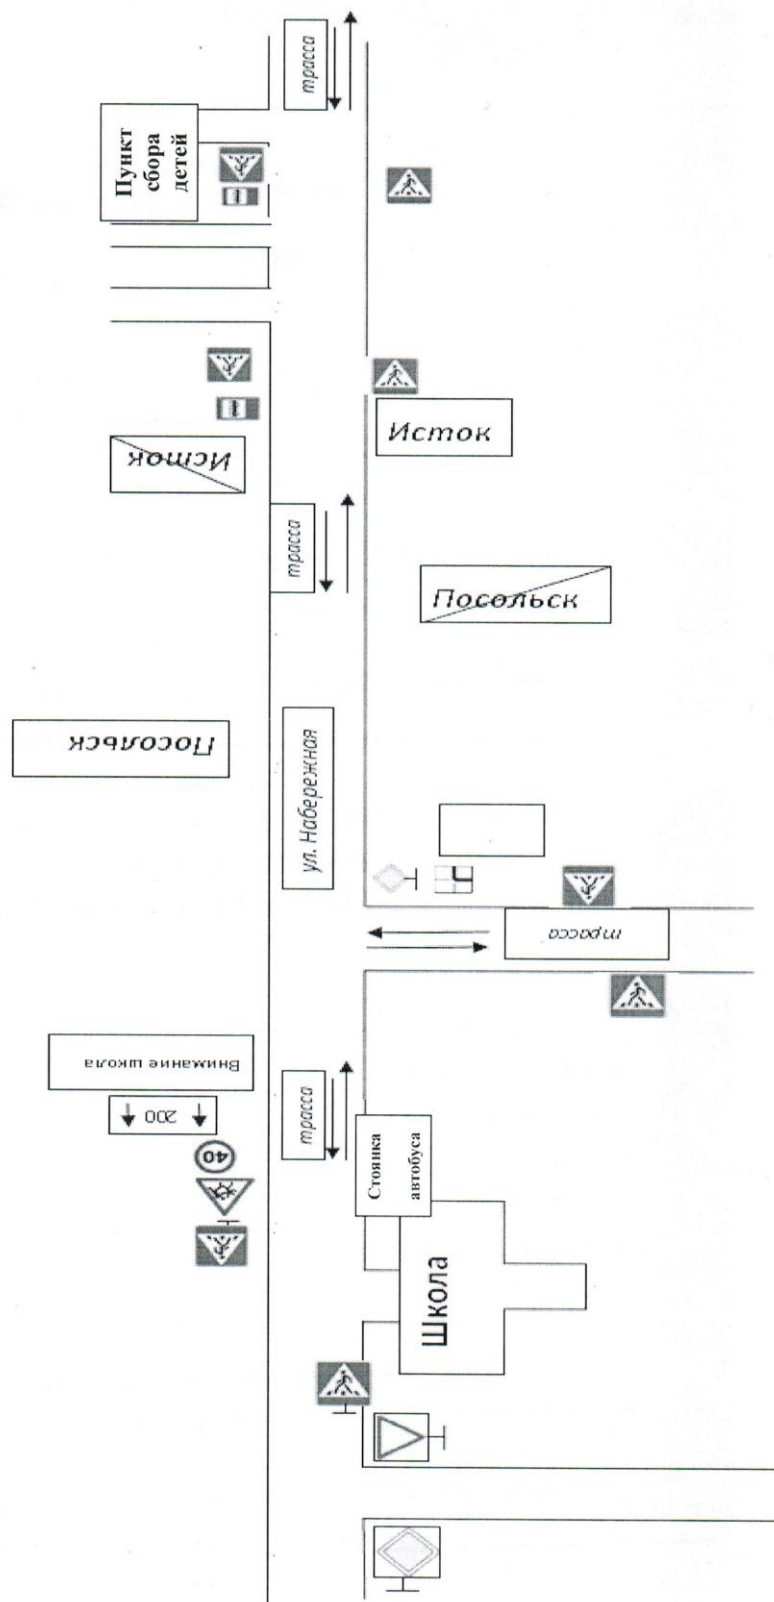 трасса
Пункт
сбора
детей
Исток
Исток
трасса
Посольск
Посольск
ул. Набережная
трасса
Внимание школа
200
40
трасса
Стоянка
автобуса
Школа